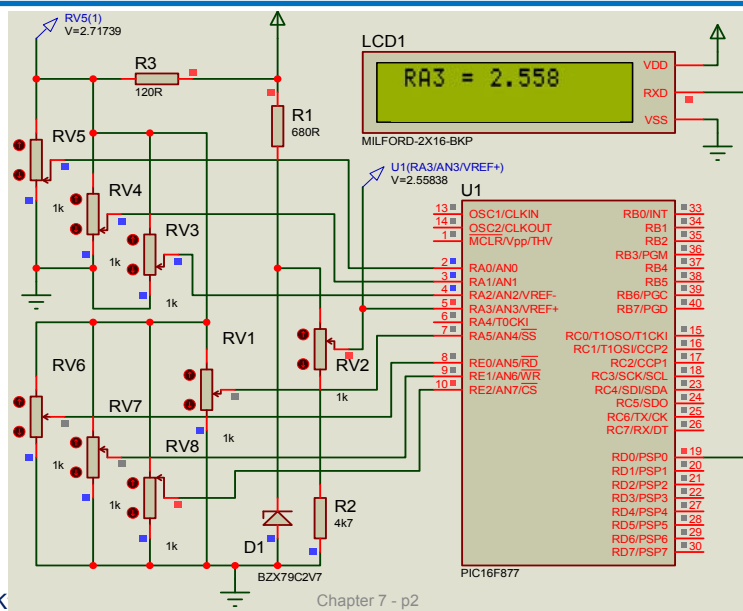 RV5(1)
V=2.71739
R3
120R
R1
680R
LCD1
RA3 = 2.558
VDD
RXD
VSS
MILFORD-2X16-BKP
RV5
1k
RV4
1k
RV3
1k
U1(RA3/AN3/VREF+)
V=2.55838
U1
13 OSC1/CLKIN
14 OSC2/CLKOUT
1 MCLR/Vpp/THV
2 RA0/AN0
3 RA1/AN1
4 RA2/AN2/VREF-
5 RA3/AN3/VREF+
6 RA4/T0CKI
7 RA5/AN4/SS
8 RE0/AN5/RD
9 RE1/AN6/WR
10 RE2/AN7/CS
RB0/INT 33
RB1 34
RB2 35
RB3/PGM 36
RB4 37
RB5 38
RB6/PGC 39
RB7/PGD 40
RC0/T1OSO/T1CKI 15
RC1/T1OSI/CCP2 16
RC2/CCP1 17
RC3/SCK/SCL 18
RC4/SDI/SDA 23
RC5/SDO 24
RC6/TX/CK 25
RC7/RX/DT 26
RD0/PSP0 19
RD1/PSP1 20
RD2/PSP2 21
RD3/PSP3 22
RD4/PSP4 27
RD5/PSP5 28
RD6/PSP6 29
RD7/PSP7 30
PIC16F877
RV1
1k
RV2
1k
RV6
1k
RV7
1k
RV8
1k
R2
4k7
D1
BZX79C2V7
K
Chapter 7 - p2